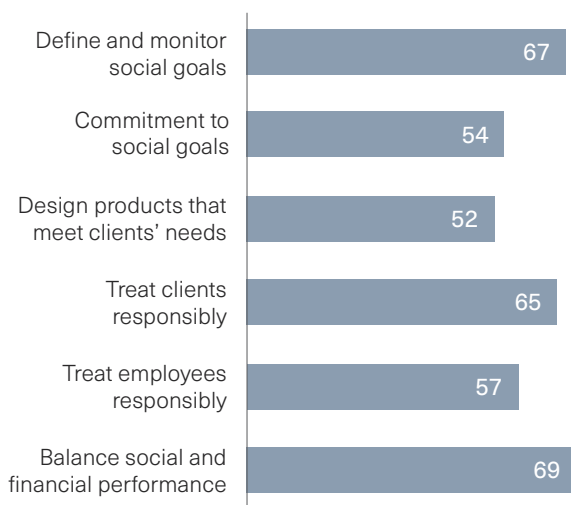 Define and monitor
social goals
67
Commitment to
social goals
54
Design products that
meet clients’ needs
52
Treat clients
responsibly
65
Treat employees
responsibly
57
Balance social and
financial performance
69